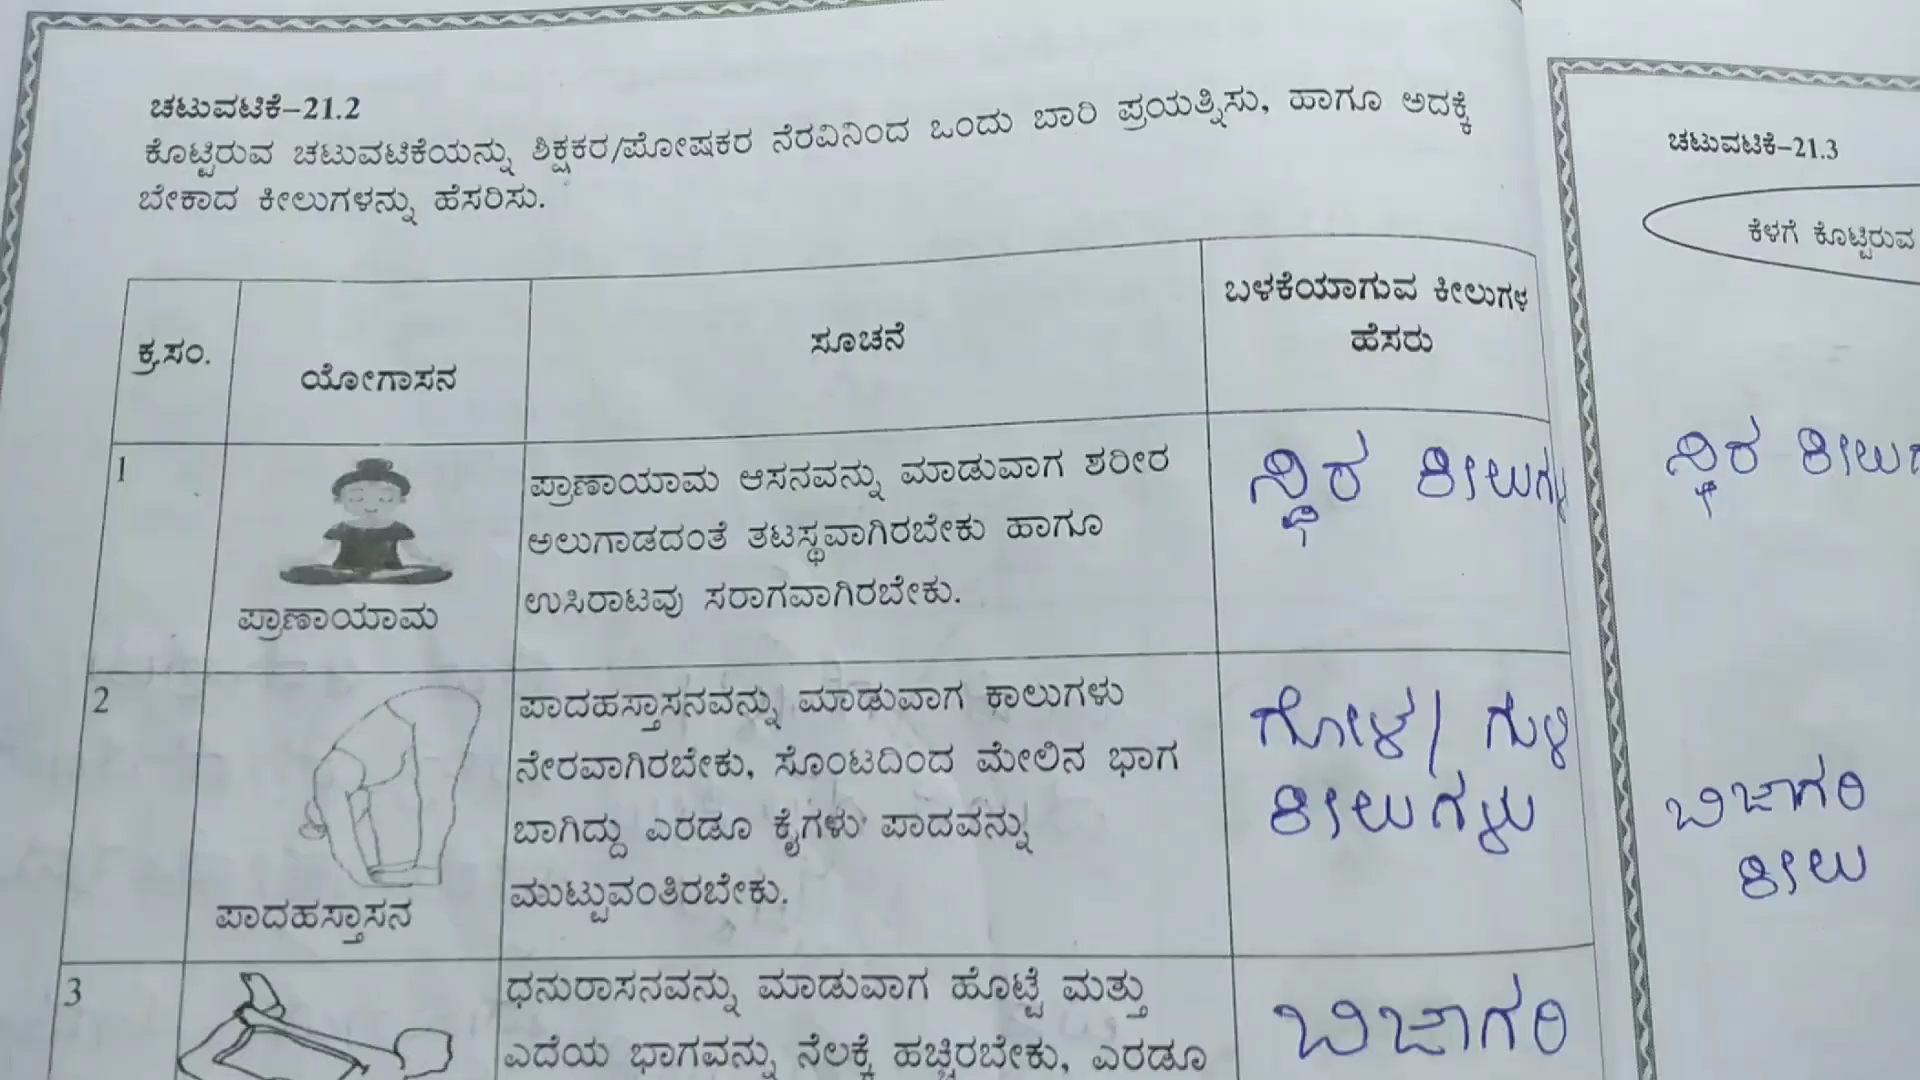 ಚಟುವಟಿಕೆ–21.2
ಕೊಟ್ಟಿರುವ ಚಟುವಟಿಕೆಯನ್ನು ಶಿಕ್ಷಕರ/ಪೋಷಕರ ನೆರವಿನಿಂದ ಒಂದು ಬಾರಿ ಪ್ರಯತ್ನಿಸು, ಹಾಗೂ ಅದಕ್ಕೆ
ಬೇಕಾದ ಕೀಲುಗಳನ್ನು ಹೆಸರಿಸು.
ಕ್ರ.ಸಂ.
ಯೋಗಾಸನ
ಸೂಚನೆ
ಬಳಕೆಯಾಗುವ ಕೀಲುಗಳ
ಹೆಸರು
1
ಪ್ರಾಣಾಯಾಮ
ಪ್ರಾಣಾಯಾಮ ಆಸನವನ್ನು ಮಾಡುವಾಗ ಶರೀರ
ಅಲುಗಾಡದಂತೆ ತಟಸ್ಥವಾಗಿರಬೇಕು ಹಾಗೂ
ಉಸಿರಾಟವು ಸರಾಗವಾಗಿರಬೇಕು.
ಸ್ಥಿರ ಕೀಲುಗಳು
2
ಪಾದಹಸ್ತಾಸನ
ಪಾದಹಸ್ತಾಸನವನ್ನು ಮಾಡುವಾಗ ಕಾಲುಗಳು
ನೇರವಾಗಿರಬೇಕು, ಸೊಂಟದಿಂದ ಮೇಲಿನ ಭಾಗ
ಬಾಗಿದ್ದು ಎರಡೂ ಕೈಗಳು ಪಾದವನ್ನು
ಮುಟ್ಟುವಂತಿರಬೇಕು.
ಗೋಳ/ ಗುಳಿ
ಕೀಲುಗಳು
3
ಧನುರಾಸನವನ್ನು ಮಾಡುವಾಗ ಹೊಟ್ಟೆ ಮತ್ತು
ಎದೆಯ ಭಾಗವನ್ನು ನೆಲಕ್ಕೆ ಹಚ್ಚಿರಬೇಕು, ಎರಡೂ
ಬಿಜಾಗರಿ
ಚಟುವಟಿಕೆ–21.3
ಕೆಳಗೆ ಕೊಟ್ಟಿರುವ
ಸ್ಥಿರ
ಬಿಜಾಗರಿ
ಕೀಲು